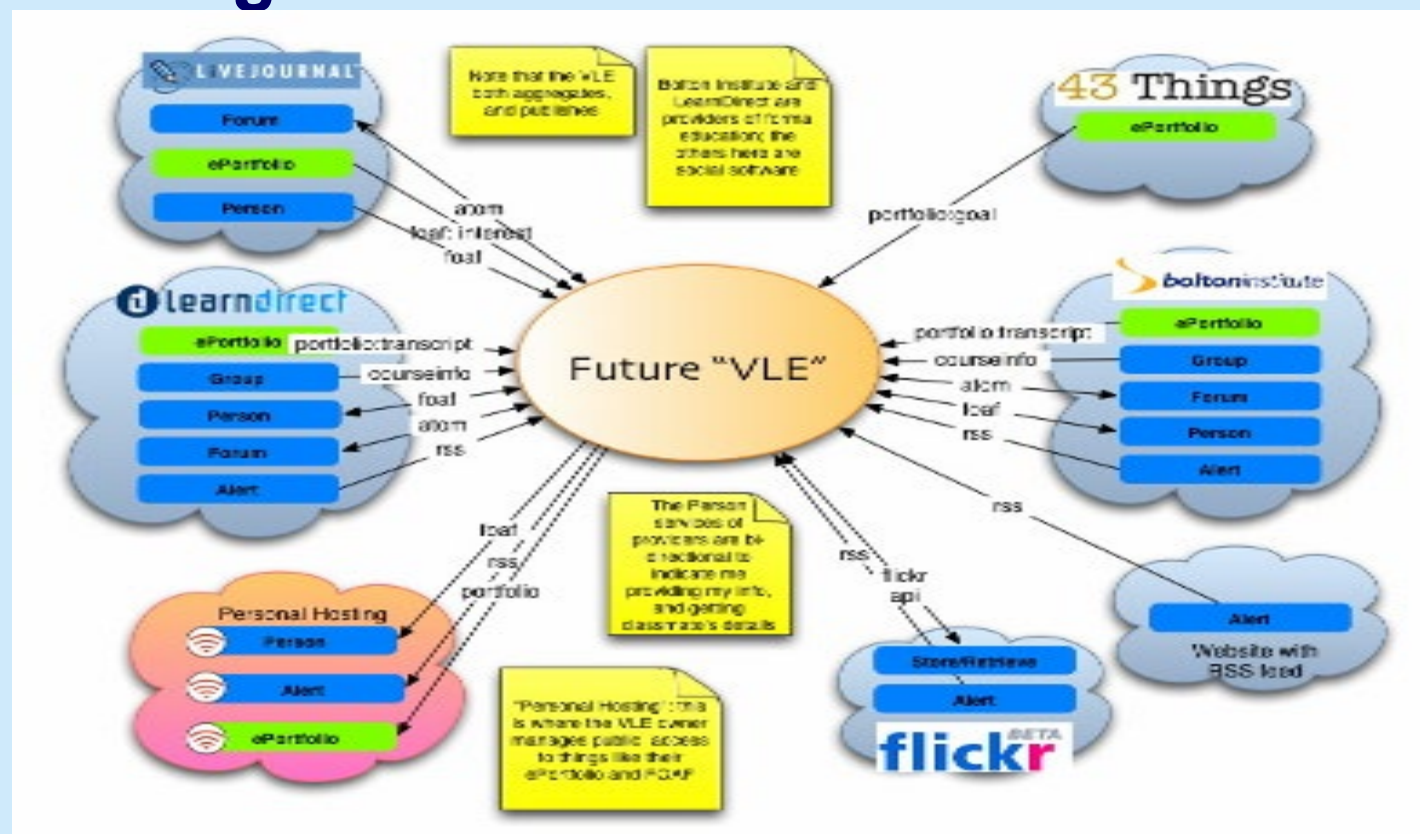 LIVEJOURNAL
Forum
ePortfolio
Person
Note that the VLE
both aggregates,
and publishes
Bolton Institute and
LearnDirect are
providers of forma
education; the
others here are
social software
43 Things
ePortfolio
atom
foaf: interest
foaf
portfolio:goal
learndirect
ePortfolio
Group
Person
Forum
Alert
portfolio:transcript
courseinfo
foaf
atom
rss
Future "VLE"
boltoninstitute
ePortfolio
Group
Forum
Person
Alert
portfolio:transcript
courseinfo
atom
foaf
rss
foaf
rss
portfolio
The Person
services of
providers are bi-
directional to
indicate me
providing my info,
and getting
classmate's details
rss
flickr
api
rss
Personal Hosting
Person
Alert
ePortfolio
"Personal Hosting": this
is where the VLE owner
manages public access
to things like their
ePortfolio and FOAF
Store/Retrieve
Alert
flickr
BETA
Alert
Website with
RSS feed